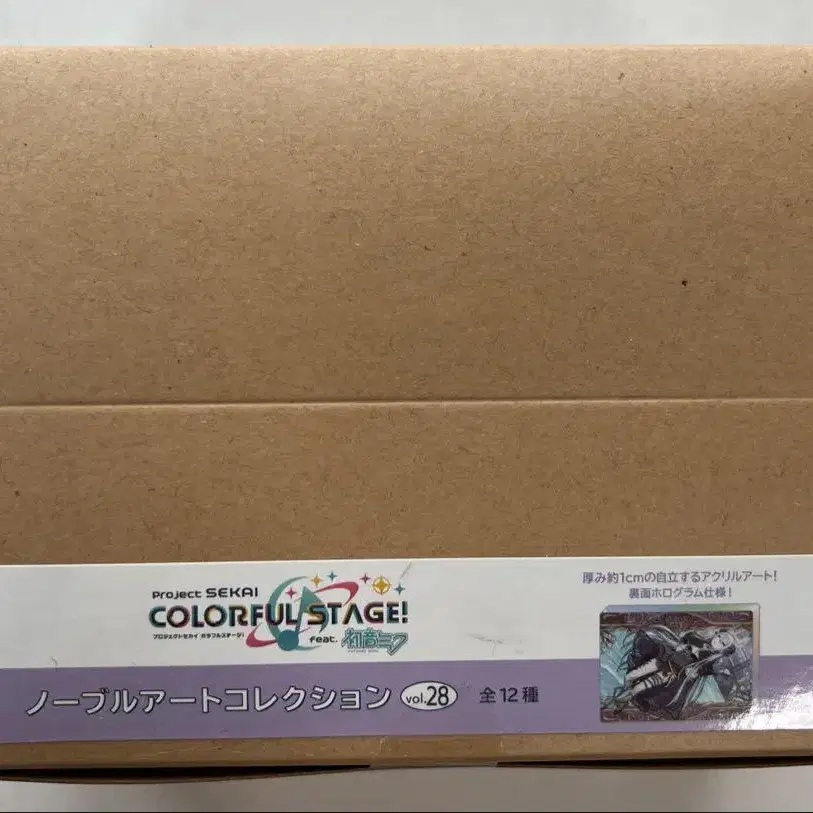 Project SEKAI
COLORFUL STAGE!
プロジェクトセカイ カラフルステージ!
feat. 初音ミク
ノーブルアートコレクション vol.28 全12種
厚み約1cmの自立するアクリルアート!
裏面ホログラム仕様!